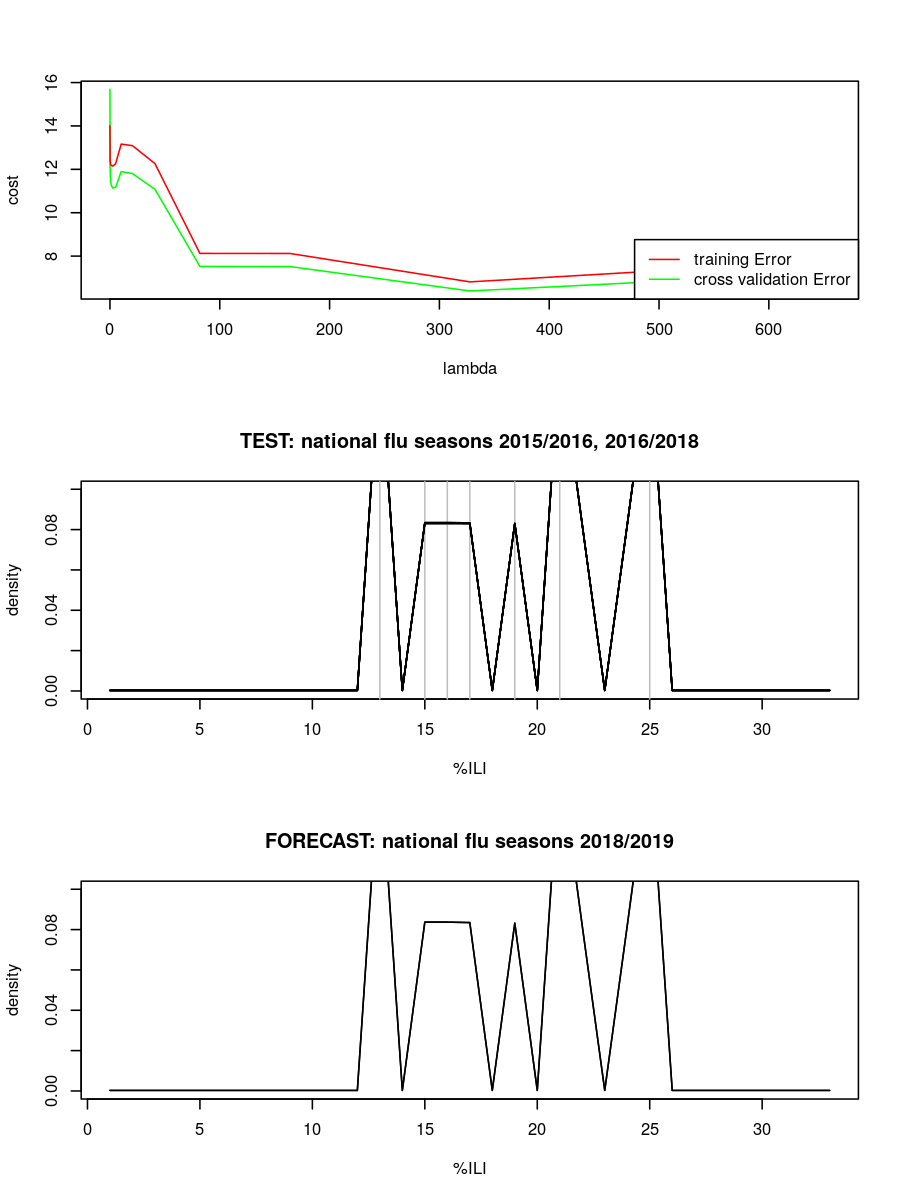 16
14
12
10
8
cost
training Error
cross validation Error
0 100 200 300 400 500 600
lambda
TEST: national flu seasons 2015/2016, 2016/2018
0.08
0.04
0.00
density
0 5 10 15 20 25 30
%ILI
FORECAST: national flu seasons 2018/2019
0.08
0.04
0.00
density
0 5 10 15 20 25 30
%ILI